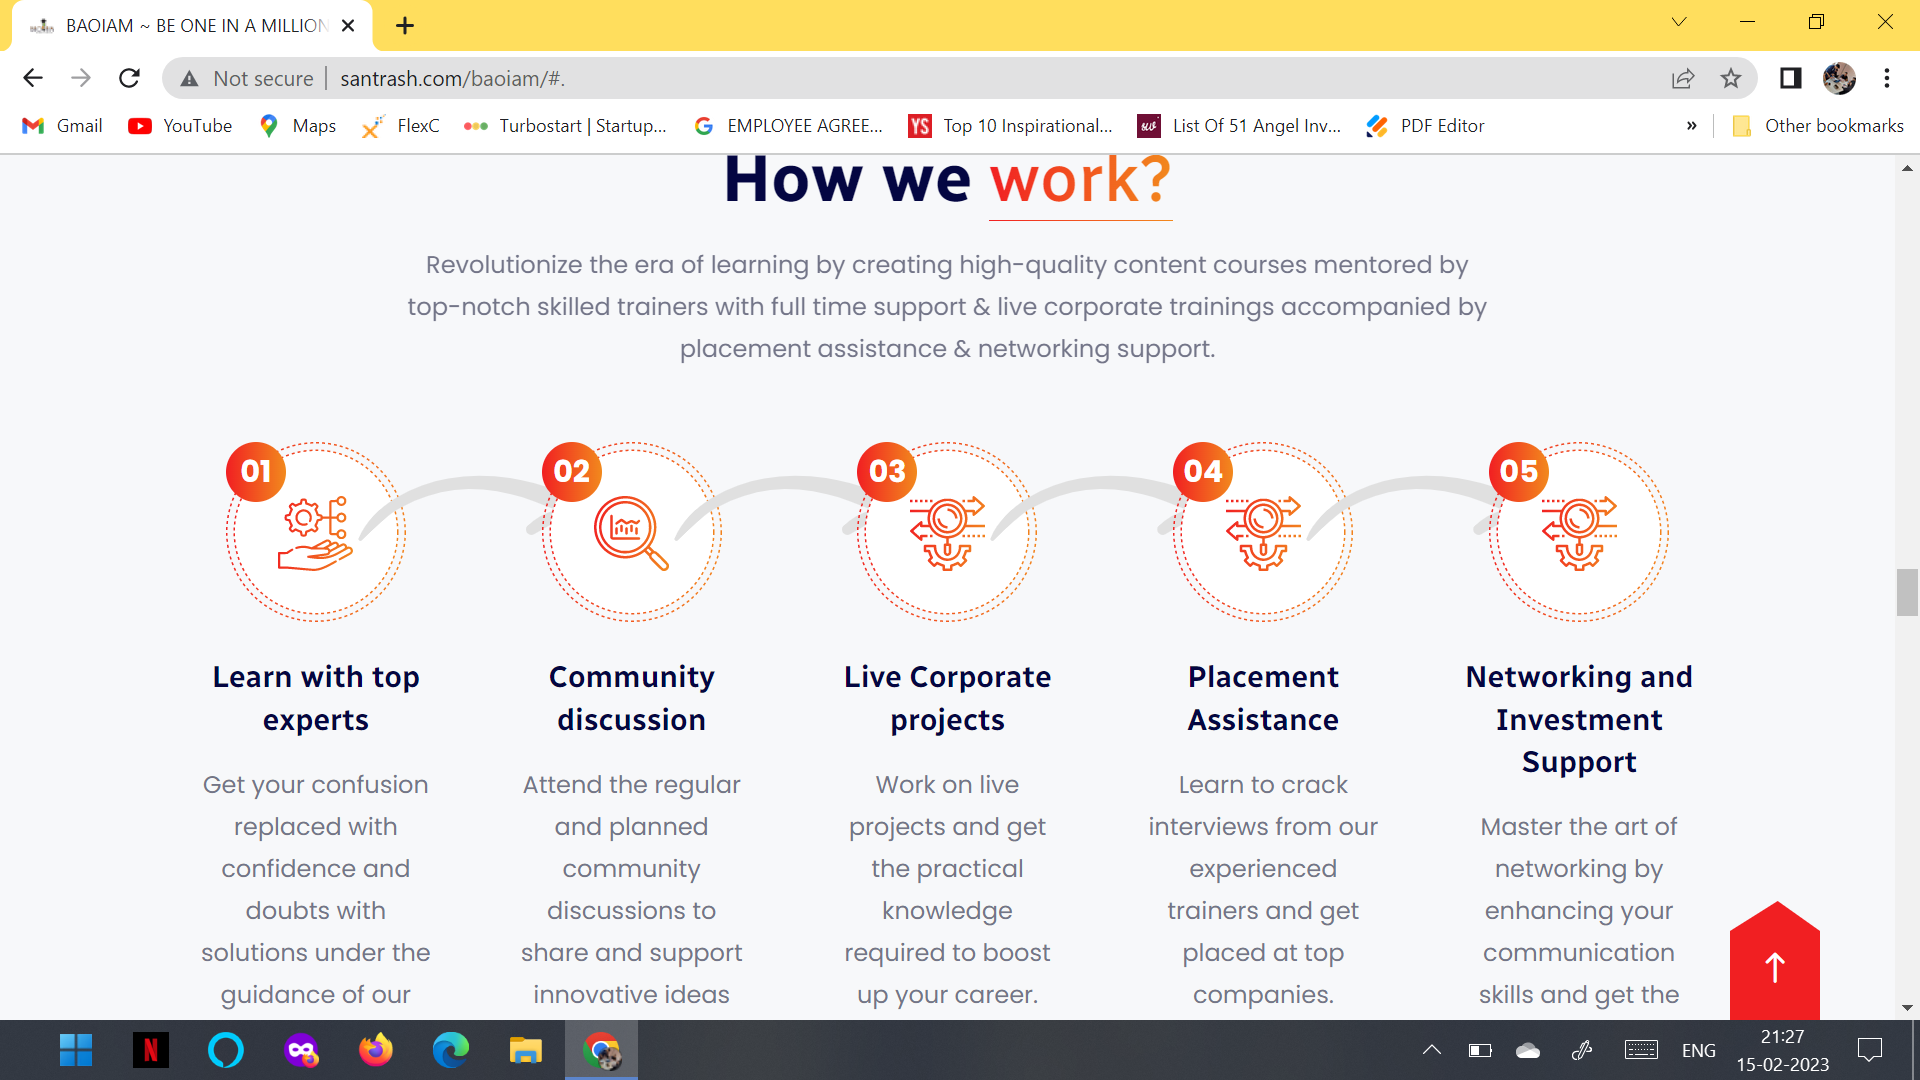 BAOIAM ~ BE ONE IN A MILLION
Not secure | santrash.com/baoiam/#.
Gmail YouTube Maps FlexC Turbostart | Startup... EMPLOYEE AGREE... YS Top 10 Inspirational... List Of 51 Angel Inv... PDF Editor » Other bookmarks
How we work?
Revolutionize the era of learning by creating high-quality content courses mentored by
top-notch skilled trainers with full time support & live corporate trainings accompanied by
placement assistance & networking support.
01
Learn with top
experts
Get your confusion
replaced with
confidence and
doubts with
solutions under the
guidance of our
02
Community
discussion
Attend the regular
and planned
community
discussions to
share and support
innovative ideas
03
Live Corporate
projects
Work on live
projects and get
the practical
knowledge
required to boost
up your career.
04
Placement
Assistance
Learn to crack
interviews from our
experienced
trainers and get
placed at top
companies.
05
Networking and
Investment
Support
Master the art of
networking by
enhancing your
communication
skills and get the
N
ENG
21:27
15-02-2023